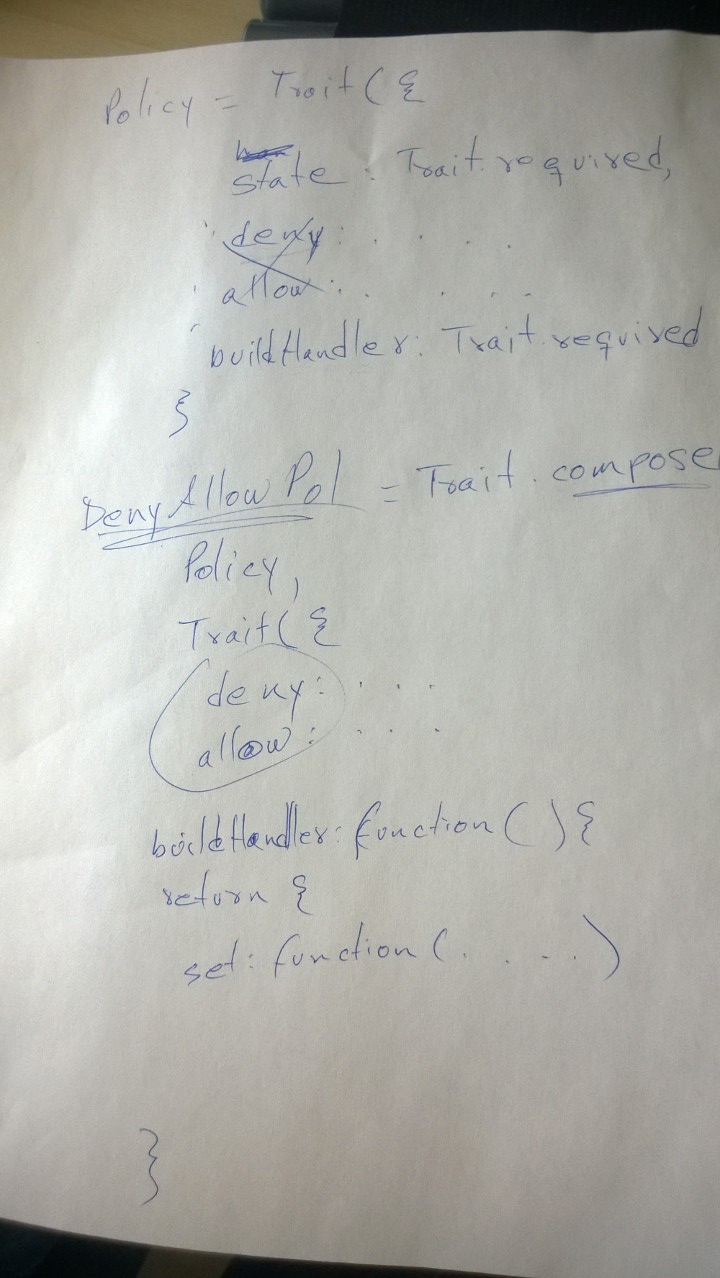 Policy = Trait ( {
state : Trait.required,
deny : . . . .
allow : . . . . .
buildHandler : Trait.required
}
DenyAllowPol = Trait . compose
Policy ,
Trait ( {
deny : . . . .
allow : . . . .
buildHandler : function ( ) {
return {
set : function ( . . . . . )
}